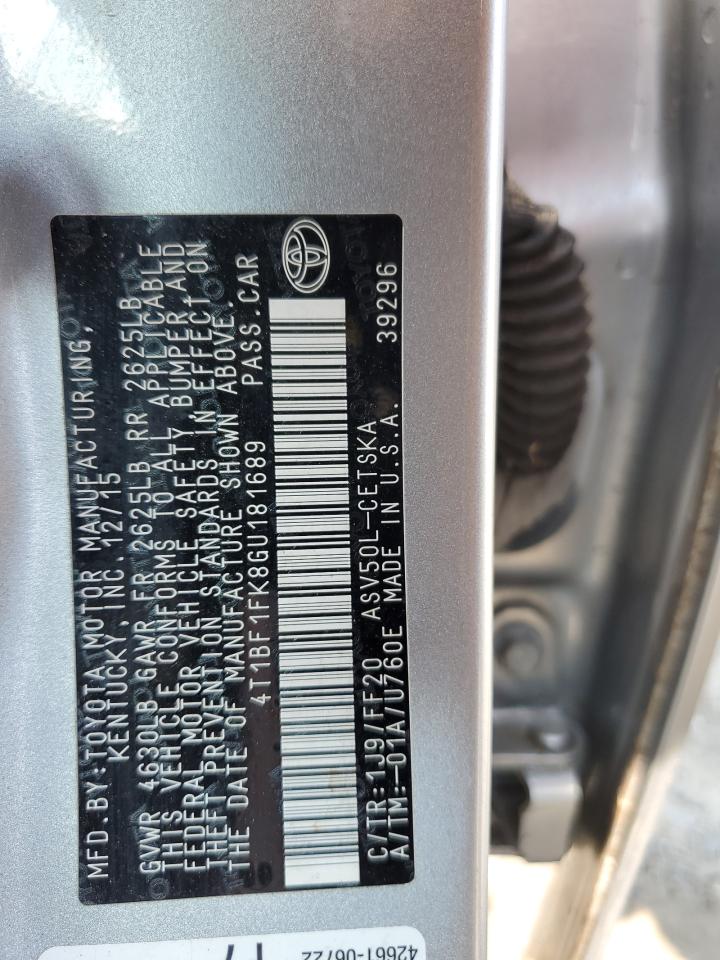 MFD. BY: TOYOTA MOTOR MANUFACTURING,
KENTUCKY, INC. 12/15
GVWR 4630LB GAWR FR 2625LB RR 2625LB
THIS VEHICLE CONFORMS TO ALL APPLICABLE
FEDERAL MOTOR VEHICLE SAFETY, BUMPER, AND
THEFT PREVENTION STANDARDS IN EFFECT ON
THE DATE OF MANUFACTURE SHOWN ABOVE.
4T1BF1FK8GU181689 PASS.CAR
C/TR:1J9/FF20 ASV50L-CETSKA
A/TM:-01A/U760E MADE IN U.S.A. 39296
42661-06722